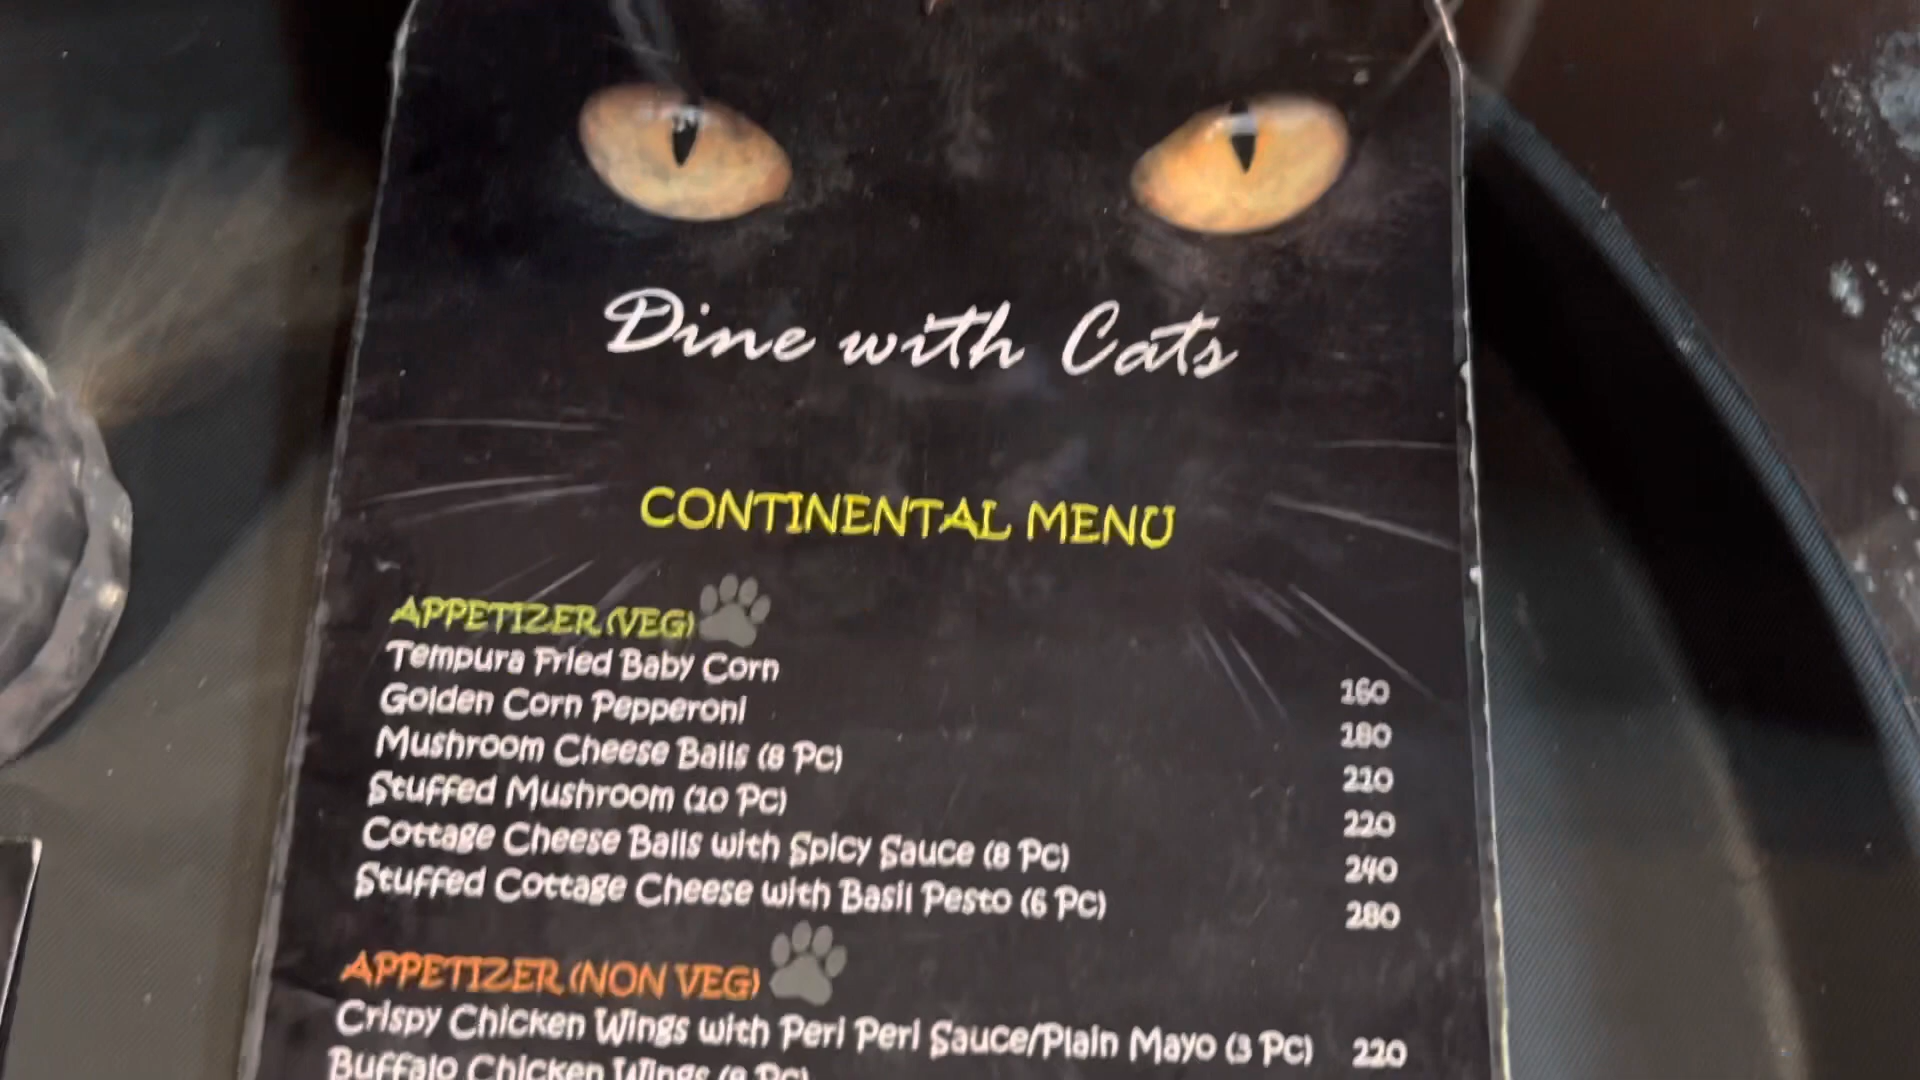 Dine with Cats
CONTINENTAL MENU
APPETIZER (VEG)
Tempura Fried Baby Corn 160
Golden Corn Pepperoni 180
Mushroom Cheese Balls (8 Pc) 210
Stuffed Mushroom (10 Pc) 220
Cottage Cheese Balls with Spicy Sauce (8 Pc) 240
Stuffed Cottage Cheese with Basil Pesto (6 Pc) 280
APPETIZER (NON VEG)
Crispy Chicken Wings with Peri Peri Sauce/Plain Mayo (3 Pc) 220
Buffalo Chicken Wings